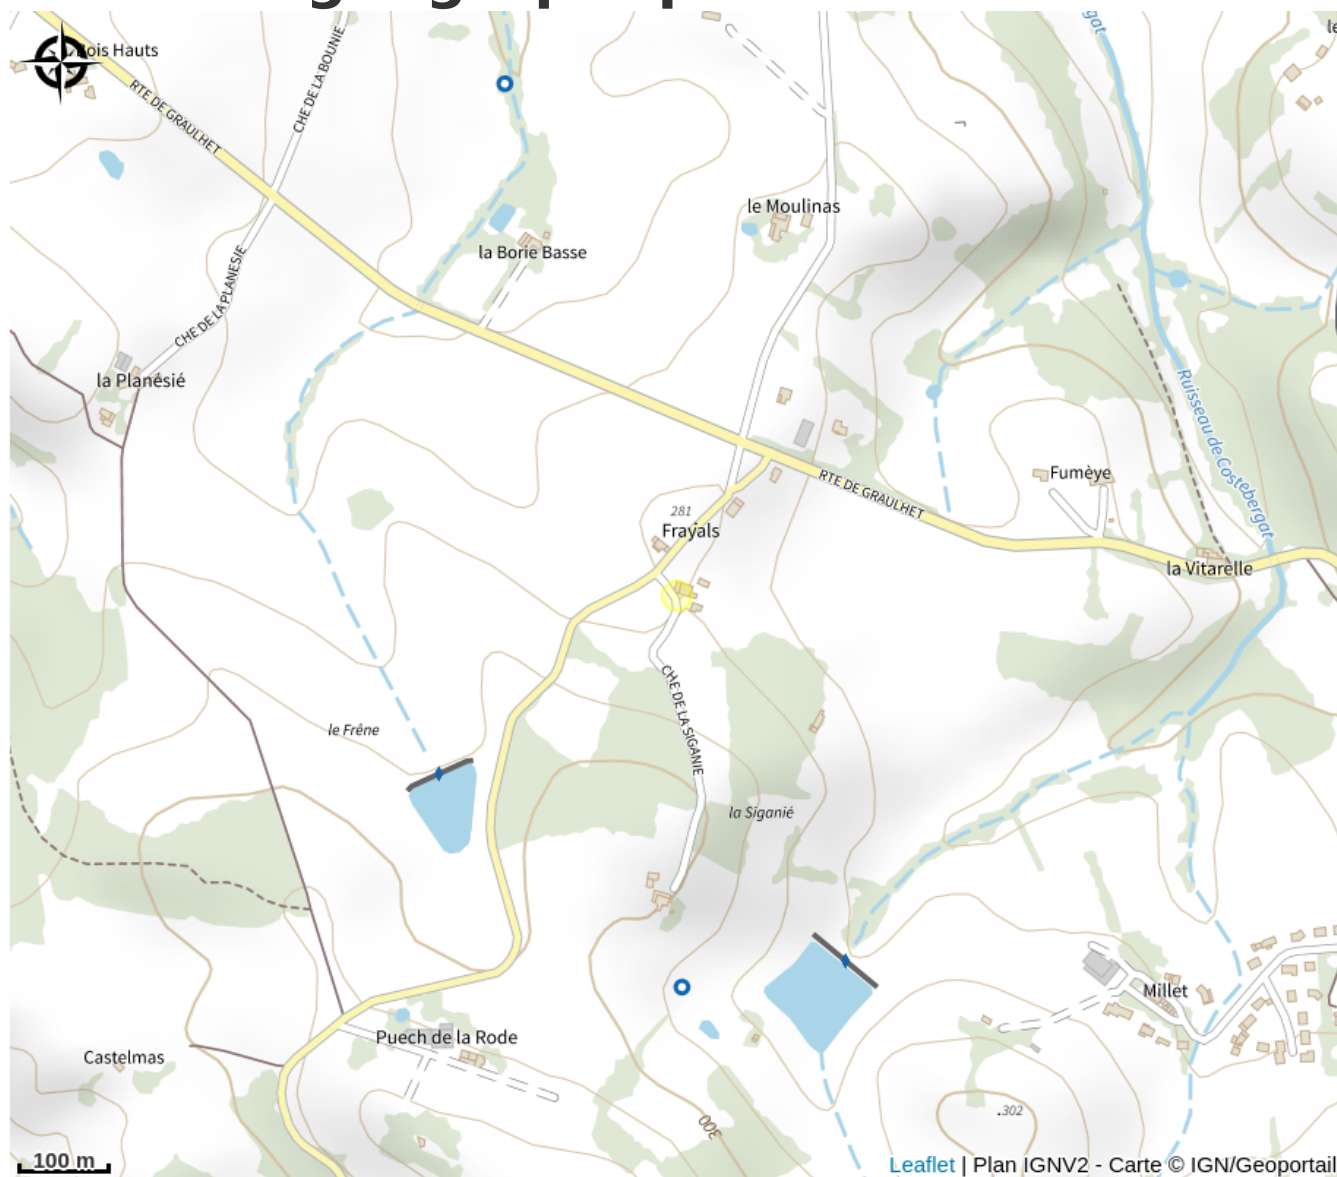 Bois Hauts
RTE DE GRAULHET
CHE DE LA BOUNIE
le Moulinas
la Borie Basse
CHE DE LA PLANESIE
la Planésié
Ruisseau de Costebergat
Fumèye
RTE DE GRAULHET
281
Frayals
la Vitarelle
CHE DE LA SIGANIE
le Frêne
la Siganié
Millet
Puech de la Rode
Castelmas
300
.302
100 m
Leaflet | Plan IGNV2 - Carte © IGN/Geoportail